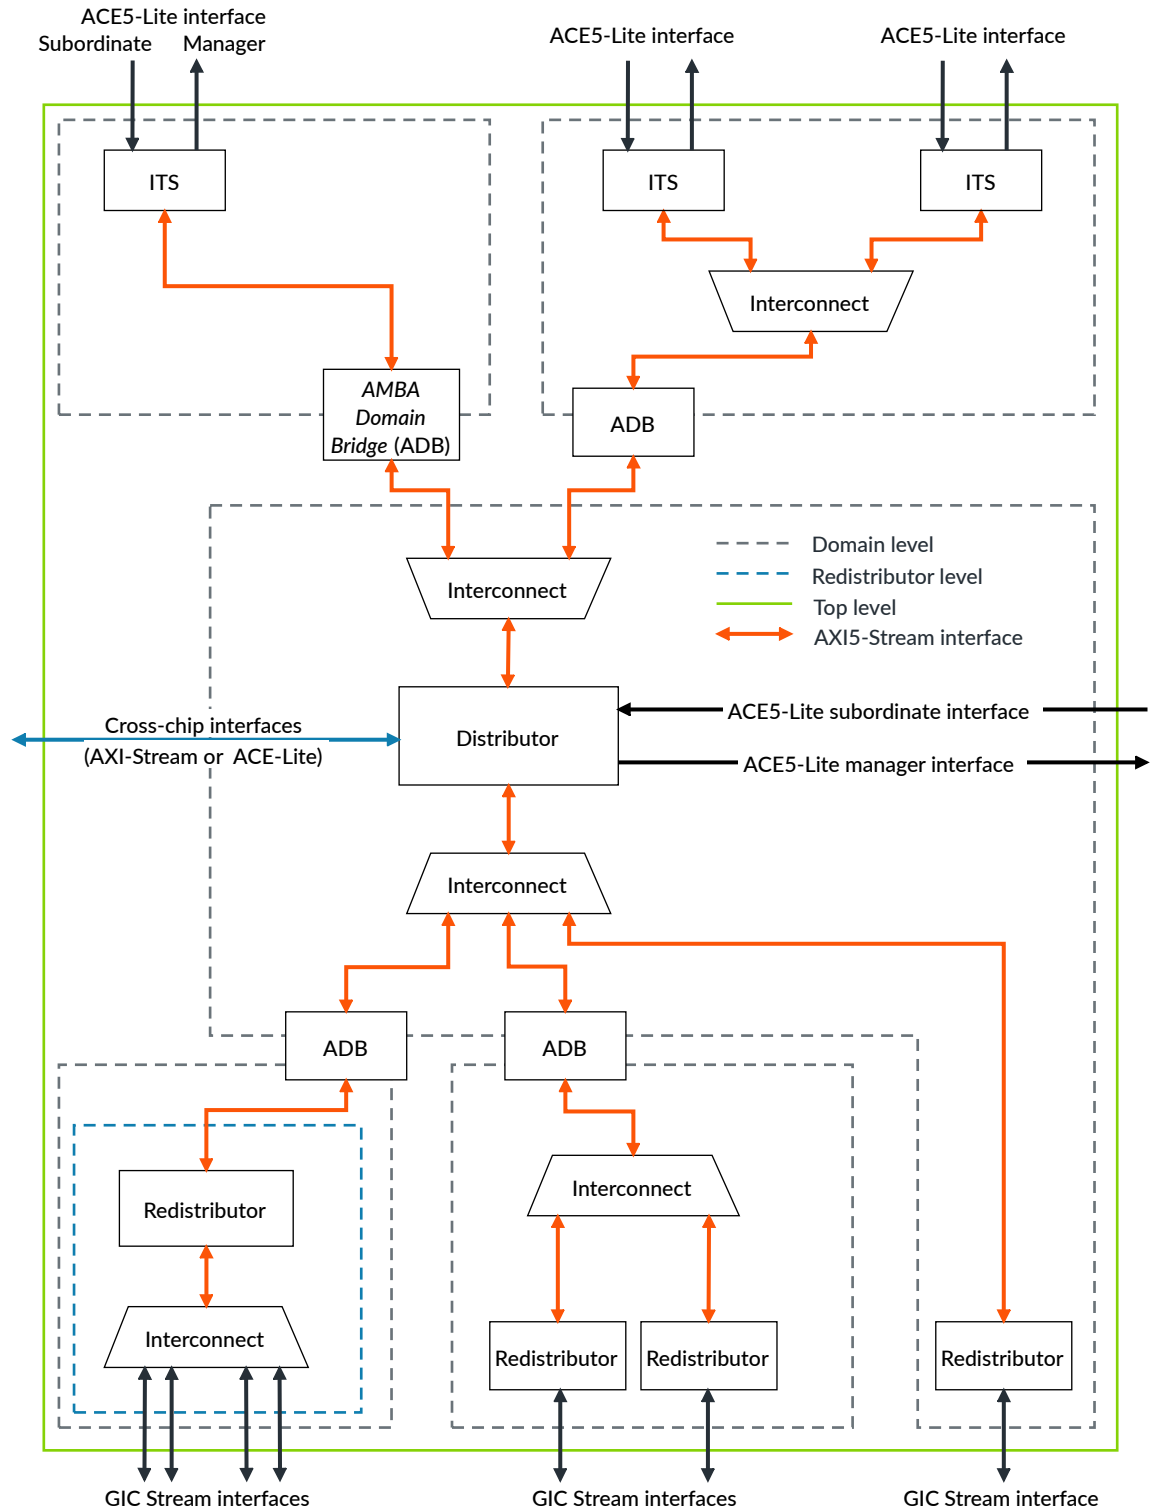 ACE5-Lite interface
Subordinate Manager
ACE5-Lite interface
ACE5-Lite interface
ITS
ITS
ITS
Interconnect
AMBA
Domain
Bridge (ADB)
ADB
Domain level
Redistributor level
Top level
AXI5-Stream interface
Interconnect
Cross-chip interfaces
(AXI-Stream or ACE-Lite)
Distributor
ACE5-Lite subordinate interface
ACE5-Lite manager interface
Interconnect
ADB
ADB
Redistributor
Interconnect
Interconnect
Redistributor
Redistributor
Redistributor
GIC Stream interfaces
GIC Stream interfaces
GIC Stream interface